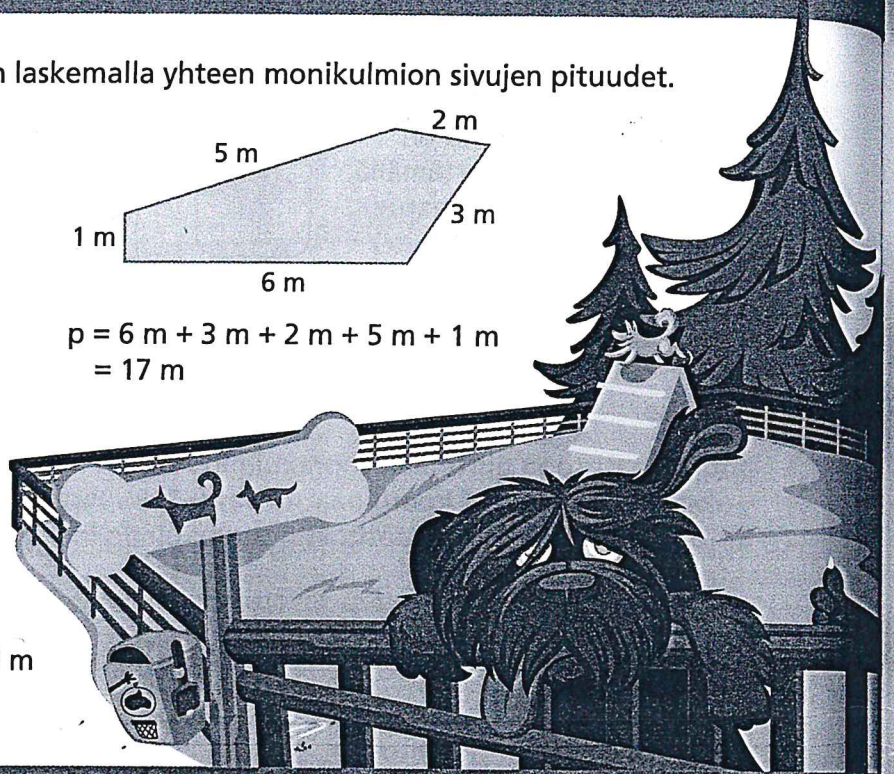 n laskemalla yhteen monikulmion sivujen pituudet.
2 m
5 m
3 m
1 m
6 m
p = 6 m + 3 m + 2 m + 5 m + 1 m
= 17 m
m